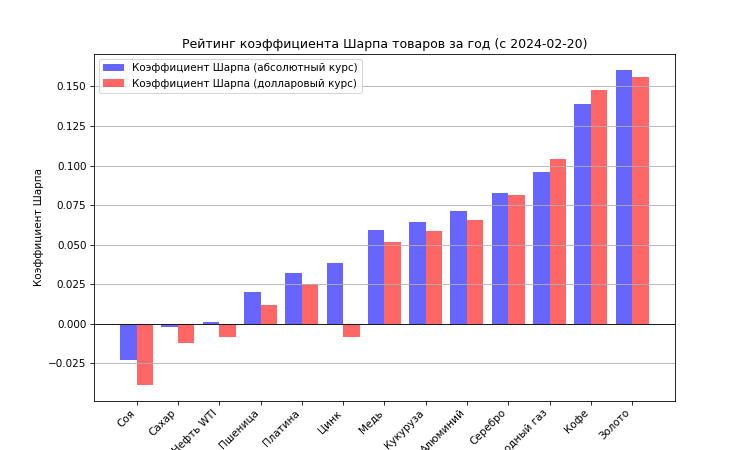 Рейтинг коэффициента Шарпа товаров за год (с 2024-02-20)
Коэффициент Шарпа (абсолютный курс)
Коэффициент Шарпа (долларовый курс)
Коэффициент Шарпа
0.150
0.125
0.100
0.075
0.050
0.025
0.000
−0.025
Соя
Сахар
Нефть WTI
Пшеница
Платина
Цинк
Медь
Кукуруза
Алюминий
Серебро
газ
Кофе
Золото